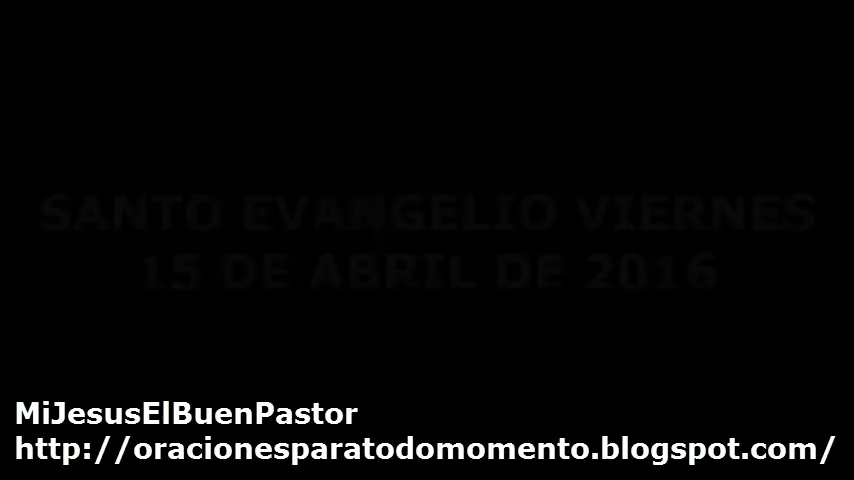 SANTO EVANGELIO VIERNES
15 DE ABRIL DE 2016
MiJesusElBuenPastor
http://oracionesparatodomomento.blogspot.com/